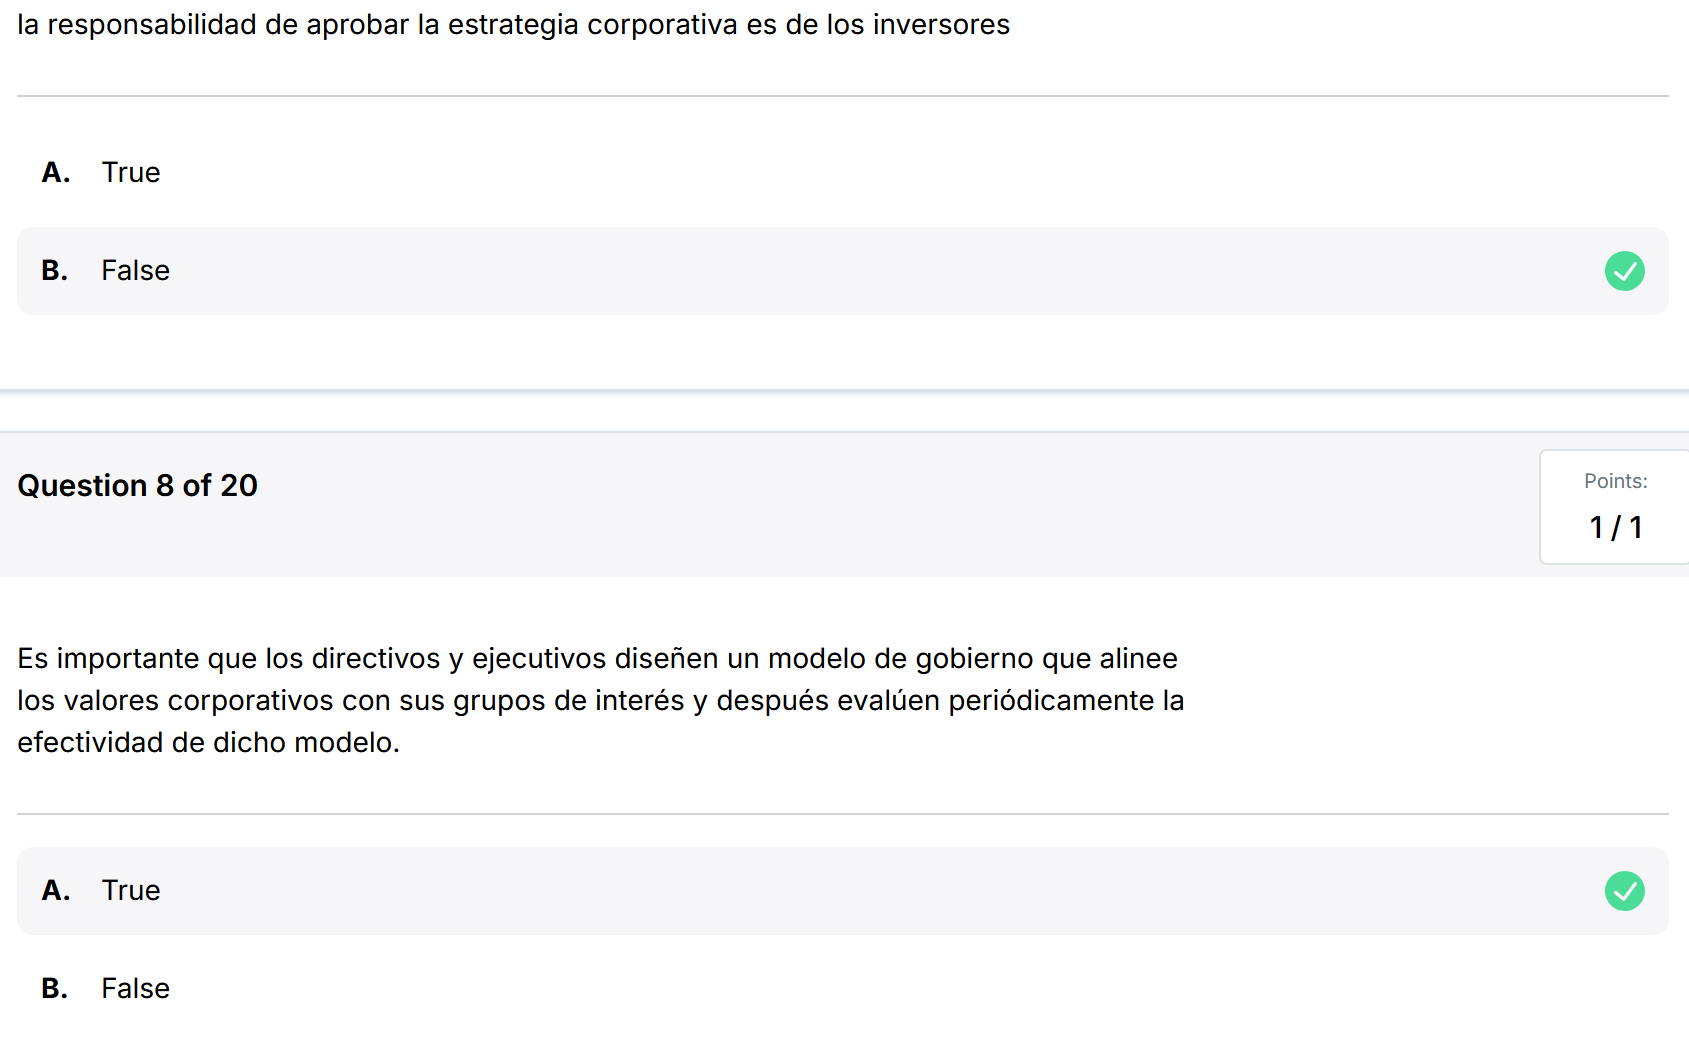 la responsabilidad de aprobar la estrategia corporativa es de los inversores
A. True
B. False
Question 8 of 20
Points:
1 / 1
Es importante que los directivos y ejecutivos diseñen un modelo de gobierno que alinee
los valores corporativos con sus grupos de interés y después evalúen periódicamente la
efectividad de dicho modelo.
A. True
B. False